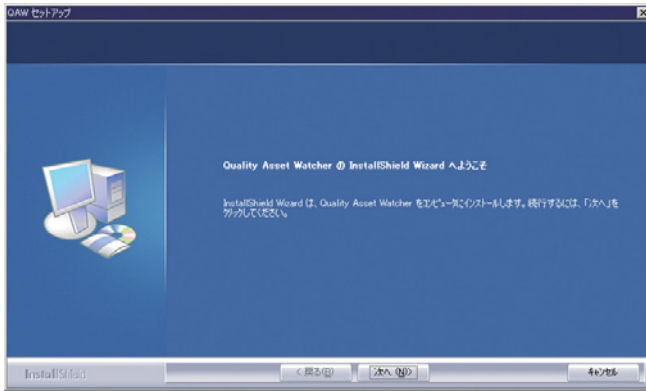 QAW セットアップ
Quality Asset Watcher の InstallShield Wizard へようこそ
InstallShield Wizard は、Quality Asset Watcher をコンピュータにインストールします。続行するには、「次へ」を
クリックしてください。
InstallShield
< 戻る(B)
次へ (N)>
キャンセル